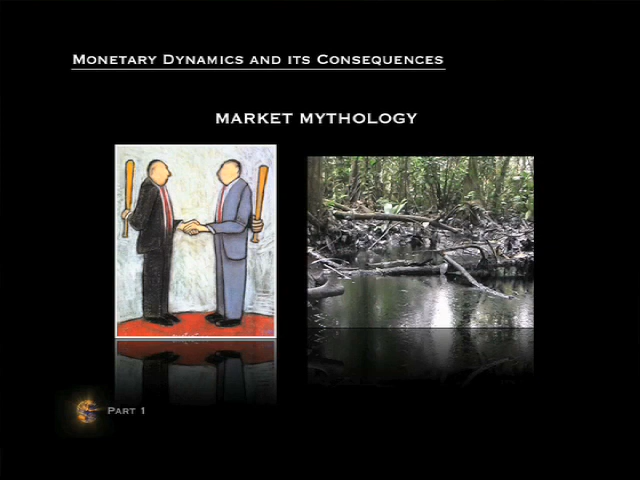 Monetary Dynamics and its Consequences
MARKET MYTHOLOGY
Part 1